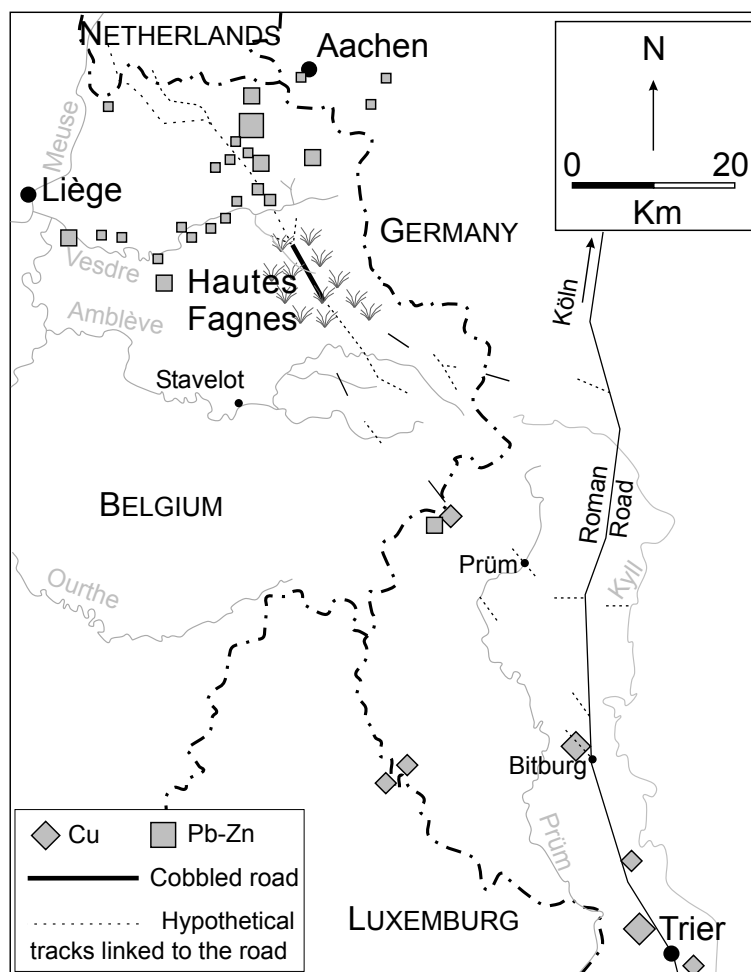 NETHERLANDS
Aachen
N
0 20
Km
Meuse
Liège
GERMANY
Vesdre
Hautes
Fagnes
Köln
Amblève
Stavelot
BELGIUM
Roman
Road
Prüm
Kyll
Ourthe
Bitburg
Prüm
Cu
Pb-Zn
Cobbled road
Hypothetical
tracks linked to the road
LUXEMBURG
Trier